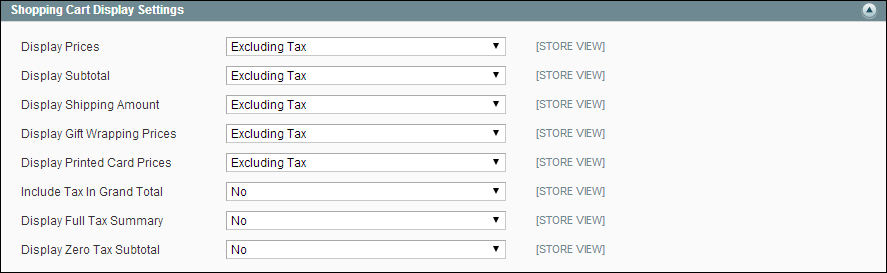 Shopping Cart Display Settings
Display Prices Excluding Tax [STORE VIEW]
Display Subtotal Excluding Tax [STORE VIEW]
Display Shipping Amount Excluding Tax [STORE VIEW]
Display Gift Wrapping Prices Excluding Tax [STORE VIEW]
Display Printed Card Prices Excluding Tax [STORE VIEW]
Include Tax In Grand Total No [STORE VIEW]
Display Full Tax Summary No [STORE VIEW]
Display Zero Tax Subtotal No [STORE VIEW]